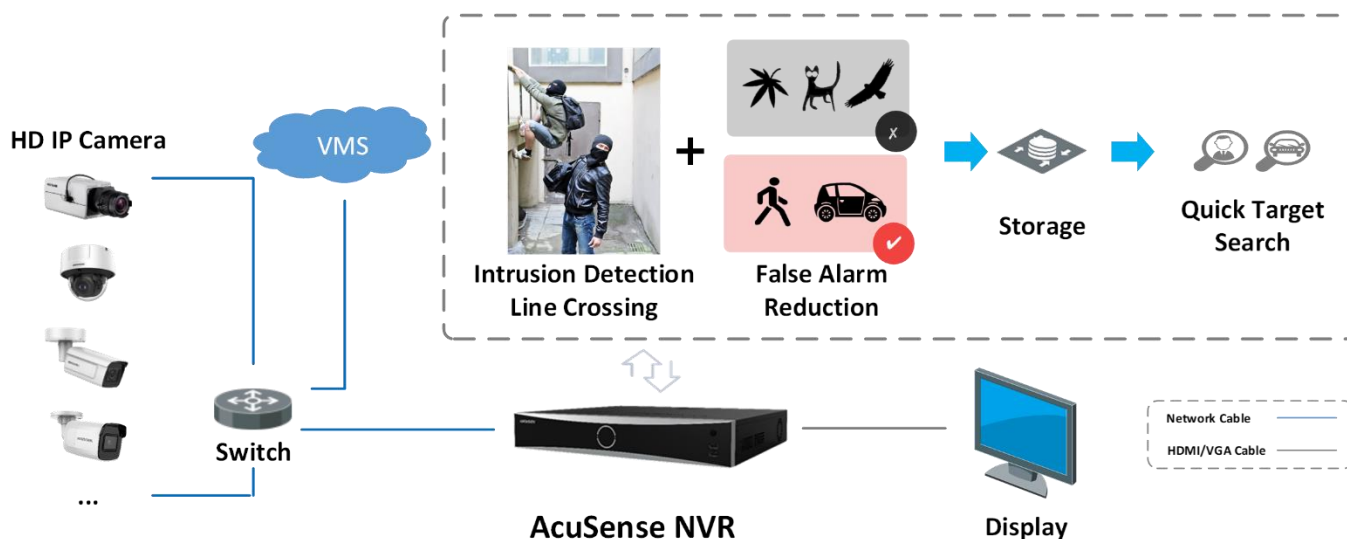 HD IP Camera
VMS
Intrusion Detection
Line Crossing
False Alarm
Reduction
Storage
Quick Target
Search
Switch
...
AcuSense NVR
Display
Network Cable
HDMI/VGA Cable